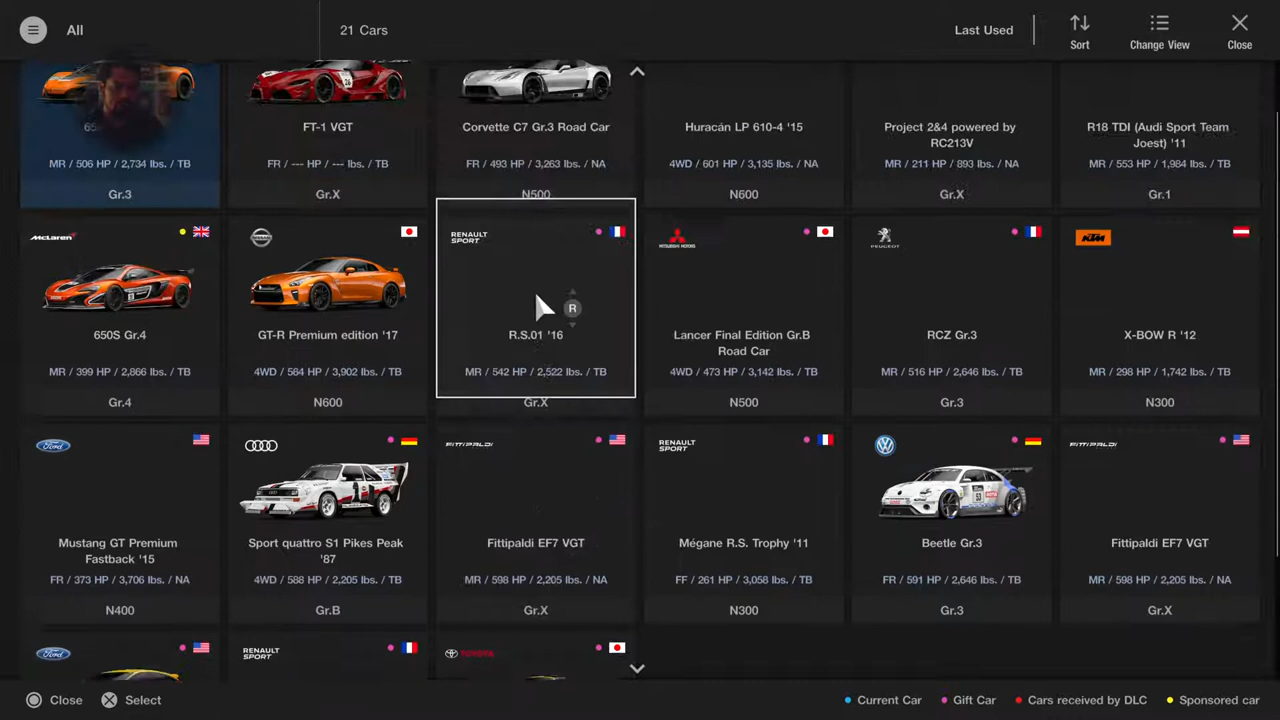 All
21 Cars
Last Used
Sort
Change View
Close
FT-1 VGT
Corvette C7 Gr.3 Road Car
Huracán LP 610-4 '15
Project 2&4 powered by
RC213V
R18 TDI (Audi Sport Team
Joest) '11
MR / 506 HP / 2,734 lbs. / TB
FR / --- HP / --- lbs. / TB
FR / 493 HP / 3,263 lbs. / NA
4WD / 601 HP / 3,135 lbs. / NA
MR / 211 HP / 893 lbs. / NA
MR / 553 HP / 1,984 lbs. / TB
Gr.3
Gr.X
N500
N600
Gr.X
Gr.1
McLaren
NISSAN
RENAULT
SPORT
MITSUBISHI MOTORS
PEUGEOT
KTM
R
650S Gr.4
GT-R Premium edition '17
R.S.01 '16
Lancer Final Edition Gr.B
Road Car
RCZ Gr.3
X-BOW R '12
MR / 399 HP / 2,866 lbs. / TB
4WD / 584 HP / 3,902 lbs. / TB
MR / 542 HP / 2,522 lbs. / TB
4WD / 473 HP / 3,142 lbs. / TB
MR / 516 HP / 2,646 lbs. / TB
MR / 298 HP / 1,742 lbs. / TB
Gr.4
N600
Gr.X
N500
Gr.3
N300
Ford
FITTIPALDI
RENAULT
SPORT
FITTIPALDI
Mustang GT Premium
Fastback '15
Sport quattro S1 Pikes Peak
'87
Fittipaldi EF7 VGT
Mégane R.S. Trophy '11
Beetle Gr.3
Fittipaldi EF7 VGT
FR / 373 HP / 3,706 lbs. / NA
4WD / 588 HP / 2,205 lbs. / TB
MR / 598 HP / 2,205 lbs. / NA
FF / 261 HP / 3,058 lbs. / TB
FR / 591 HP / 2,646 lbs. / TB
MR / 598 HP / 2,205 lbs. / NA
N400
Gr.B
Gr.X
N300
Gr.3
Gr.X
Ford
RENAULT
SPORT
TOYOTA
Close
Select
Current Car
Gift Car
Cars received by DLC
Sponsored car